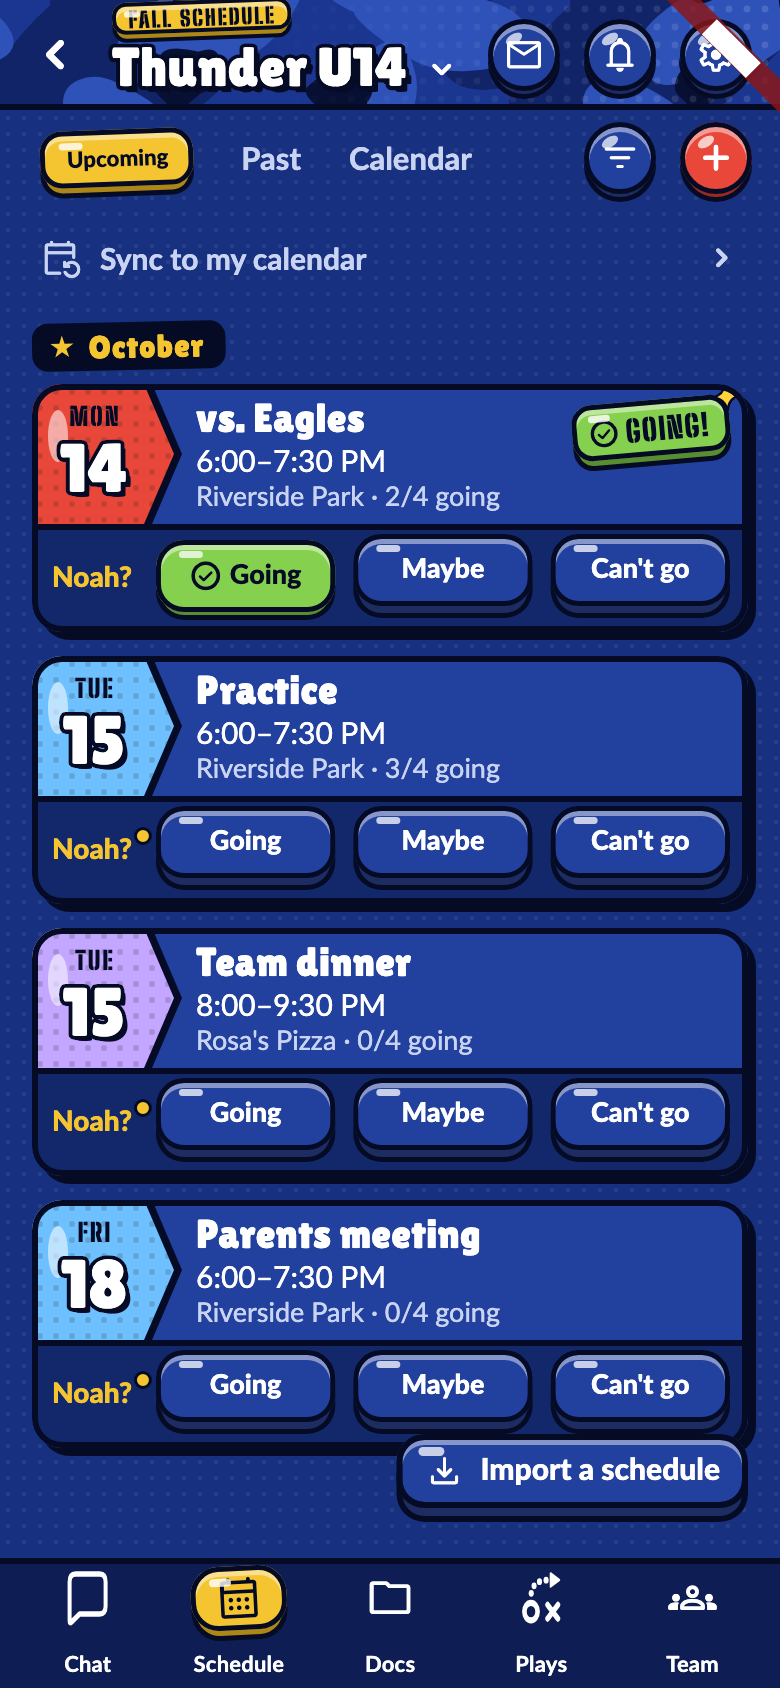 FALL SCHEDULE
Thunder U14
Upcoming
Past
Calendar
Sync to my calendar
★ October
MON
14
vs. Eagles
6:00–7:30 PM
Riverside Park · 2/4 going
GOING!
Noah?
Going
Maybe
Can't go
TUE
15
Practice
6:00–7:30 PM
Riverside Park · 3/4 going
Noah?
Going
Maybe
Can't go
TUE
15
Team dinner
8:00–9:30 PM
Rosa's Pizza · 0/4 going
Noah?
Going
Maybe
Can't go
FRI
18
Parents meeting
6:00–7:30 PM
Riverside Park · 0/4 going
Noah?
Going
Maybe
Can't go
Import a schedule
Chat
Schedule
Docs
Plays
Team